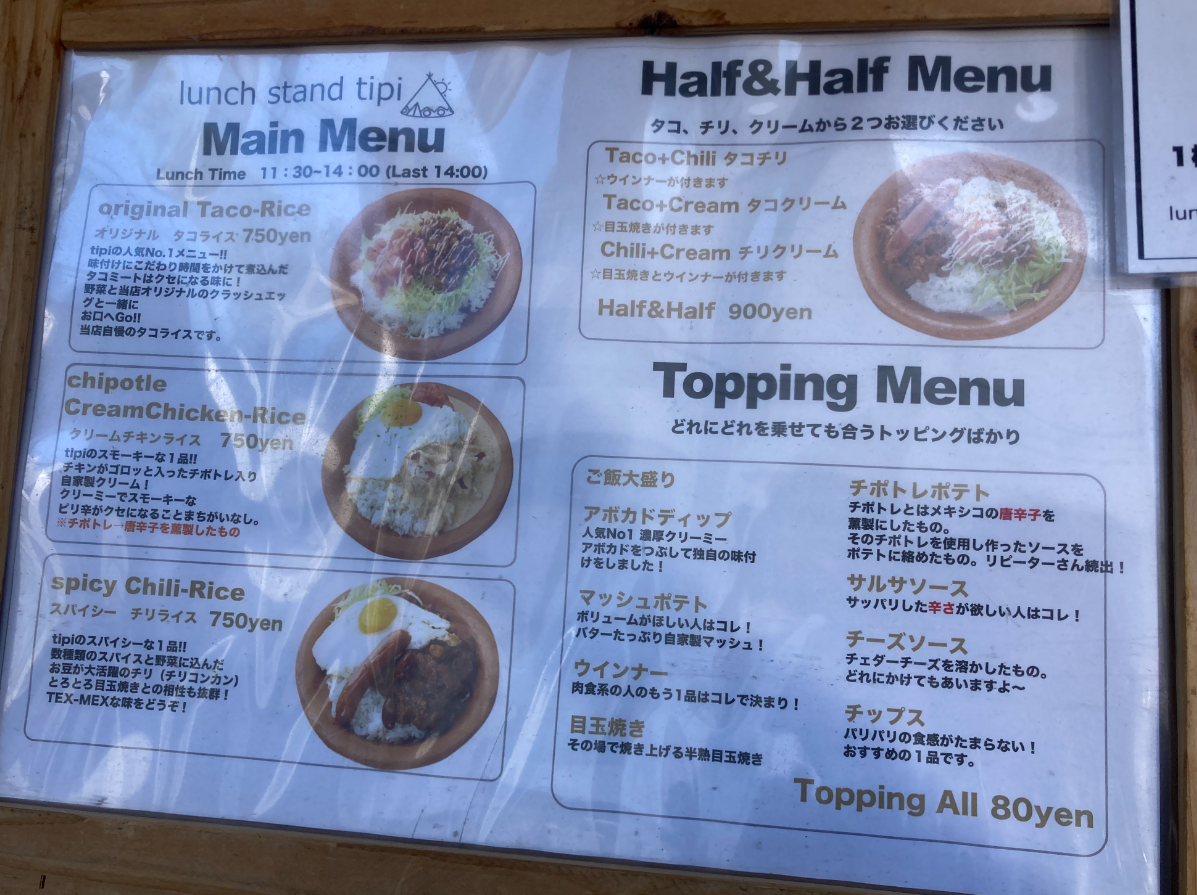 lunch stand tipi
Main Menu
Lunch Time 11:30-14:00 (Last 14:00)
original Taco-Rice
オリジナル タコライス 750yen
tipiの人気No.1メニュー!!
味付けにこだわり時間をかけて煮込んだ
タコミートはクセになる味に！
野菜と当店オリジナルのクラッシュエッ
グと一緒に
お口へGo!!
当店自慢のタコライスです。
chipotle
CreamChicken-Rice
クリームチキンライス 750yen
tipiのスモーキーな1品!!
チキンがゴロッと入ったチポトレ入り
自家製クリーム！
クリーミーでスモーキーな
ピリ辛がクセになることまちがいなし。
※チポトレ→唐辛子を薫製したもの
spicy Chili-Rice
スパイシー チリライス 750yen
tipiのスパイシーな1品!!
数種類のスパイスと野菜に込んだ
お豆が大活躍のチリ（チリコンカン）
とろとろ目玉焼きとの相性も抜群！
TEX-MEXな味をどうぞ！
Half&Half Menu
タコ、チリ、クリームから２つお選びください
Taco+Chili タコチリ
☆ウインナーが付きます
Taco+Cream タコクリーム
☆目玉焼きが付きます
Chili+Cream チリクリーム
☆目玉焼きとウインナーが付きます
Half&Half 900yen
Topping Menu
どれにどれを乗せても合うトッピングばかり
ご飯大盛り
アボカドディップ
人気No1 濃厚クリーミー
アボカドをつぶして独自の味付
けをしました！
マッシュポテト
ボリュームがほしい人はコレ！
バターたっぷり自家製マッシュ！
ウインナー
肉食系の人のもう1品はコレで決まり！
目玉焼き
その場で焼き上げる半熟目玉焼き
チポトレポテト
チポトレとはメキシコの唐辛子を
薫製にしたもの。
そのチポトレを使用し作ったソースを
ポテトに絡めたもの。リピーターさん続出！
サルサソース
サッパリした辛さが欲しい人はコレ！
チーズソース
チェダーチーズを溶かしたもの。
どれにかけてもあいますよ〜
チップス
パリパリの食感がたまらない！
おすすめの１品です。
Topping All 80yen